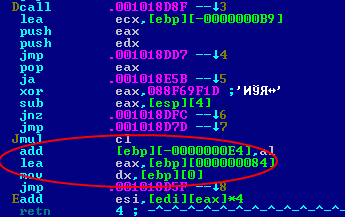 Dcall .001018D8F --↓3
lea ecx,[ebp][-0000000B9]
push eax
push edx
jmp .001018DD7 --↓4
pop eax
ja .001018E5B --↓5
xor eax,088F69F1D ;'ИЎЯ↔'
sub eax,[esp][4]
jnz .001018DFC --↓6
jmp .001018D7D --↓7
Jmul cl
add [ebp][-0000000E4],al
lea eax,[ebp][000000084]
mov dx,[ebp][0]
jmp .001018D5F --↑8
Eadd esi,[edi][eax]*4
retn 4 ; -^-^-^-^-^-^-^-^-^-